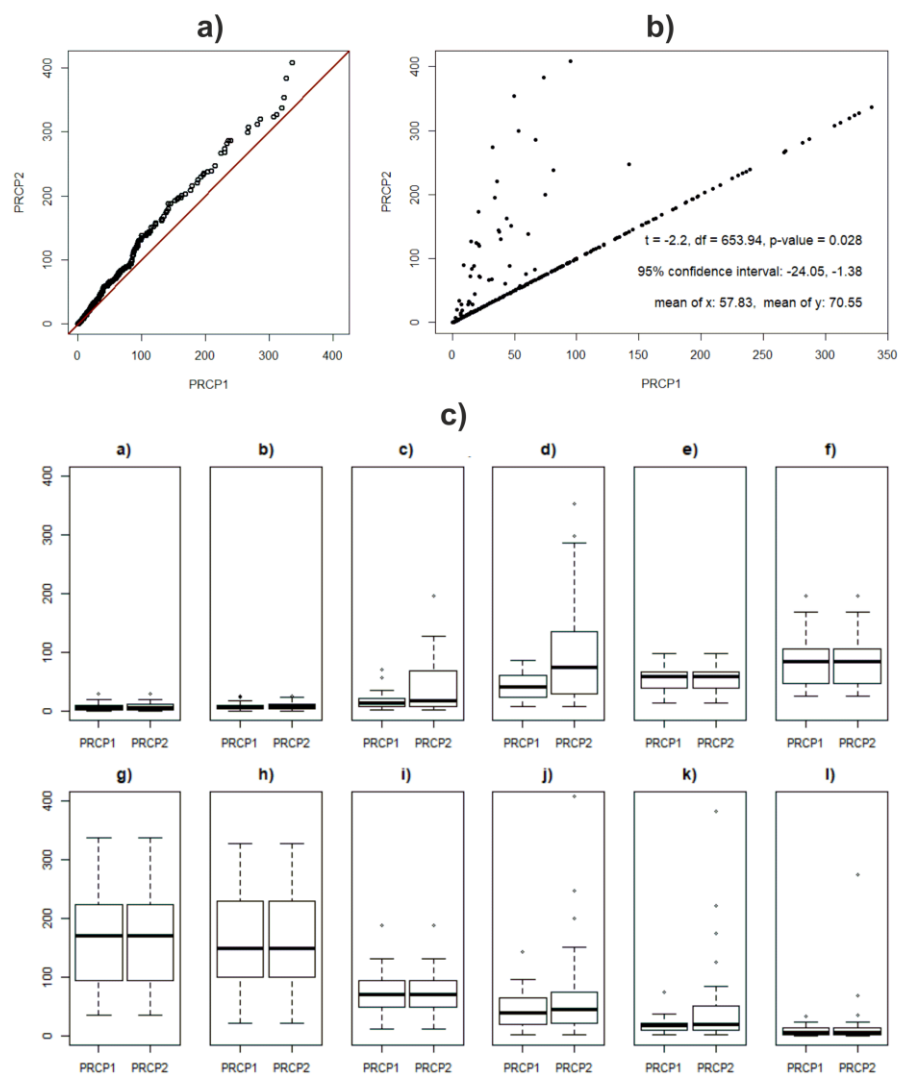 a)
b)
400
300
200
100
0
PRCP2
0 100 200 300 400
PRCP1
400
300
200
100
0
PRCP2
t = -2.2, df = 653.94, p-value = 0.028
95% confidence interval: -24.05, -1.38
mean of x: 57.83, mean of y: 70.55
0 50 100 150 200 250 300 350
PRCP1
c)
a) b) c) d) e) f)
400
300
200
100
0
PRCP1 PRCP2 PRCP1 PRCP2 PRCP1 PRCP2 PRCP1 PRCP2 PRCP1 PRCP2 PRCP1 PRCP2
g) h) i) j) k) l)
400
300
200
100
0
PRCP1 PRCP2 PRCP1 PRCP2 PRCP1 PRCP2 PRCP1 PRCP2 PRCP1 PRCP2 PRCP1 PRCP2